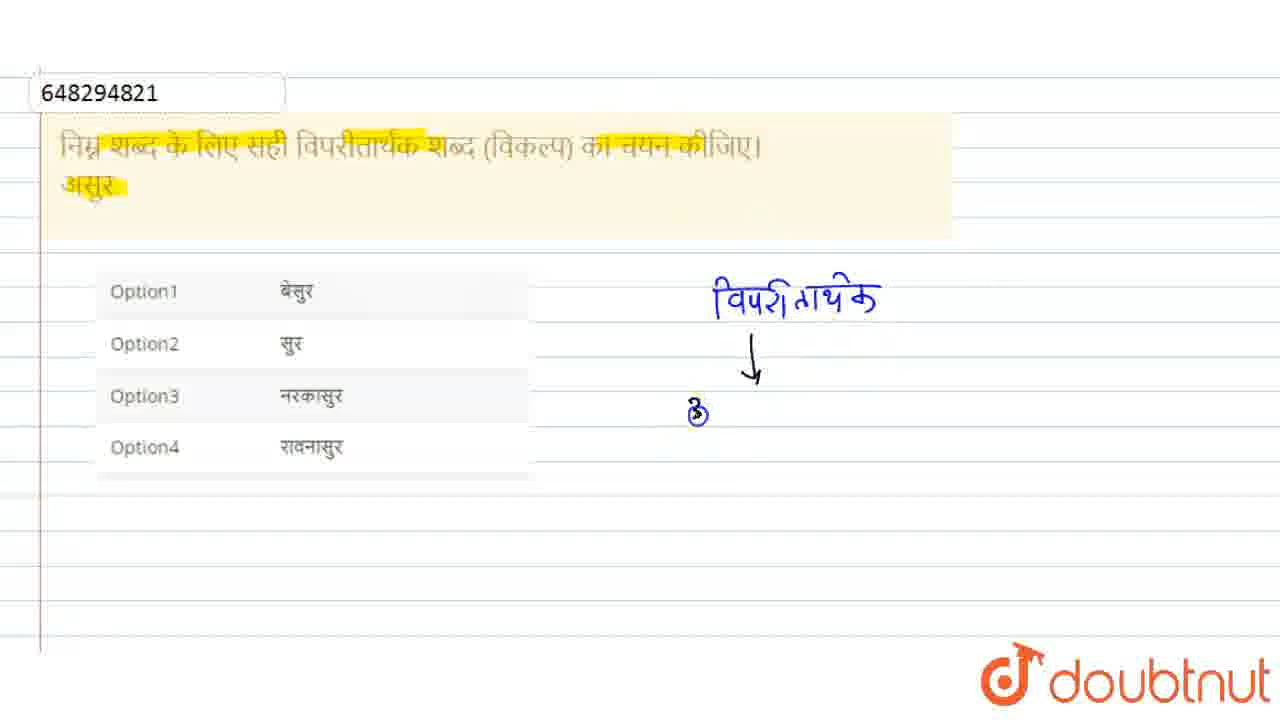 648294821
निम्न शब्द के लिए सही विपरीतार्थक शब्द (विकल्प) का चयन कीजिए।
असुर
Option1 बेसुर
Option2 सुर
Option3 नरकासुर
Option4 रावनासुर
विपरीतार्थक
doubtnut